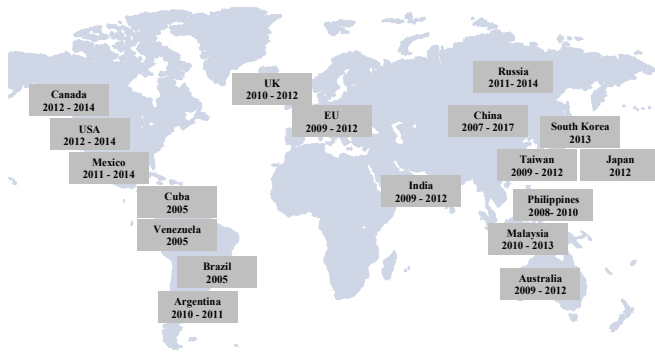 Canada
2012 - 2014
USA
2012 - 2014
Mexico
2011 - 2014
Cuba
2005
Venezuela
2005
Brazil
2005
Argentina
2010 - 2011
UK
2010 - 2012
EU
2009 - 2012
Russia
2011- 2014
China
2007 - 2017
South Korea
2013
Taiwan
2009 - 2012
Japan
2012
India
2009 - 2012
Philippines
2008- 2010
Malaysia
2010 - 2013
Australia
2009 - 2012